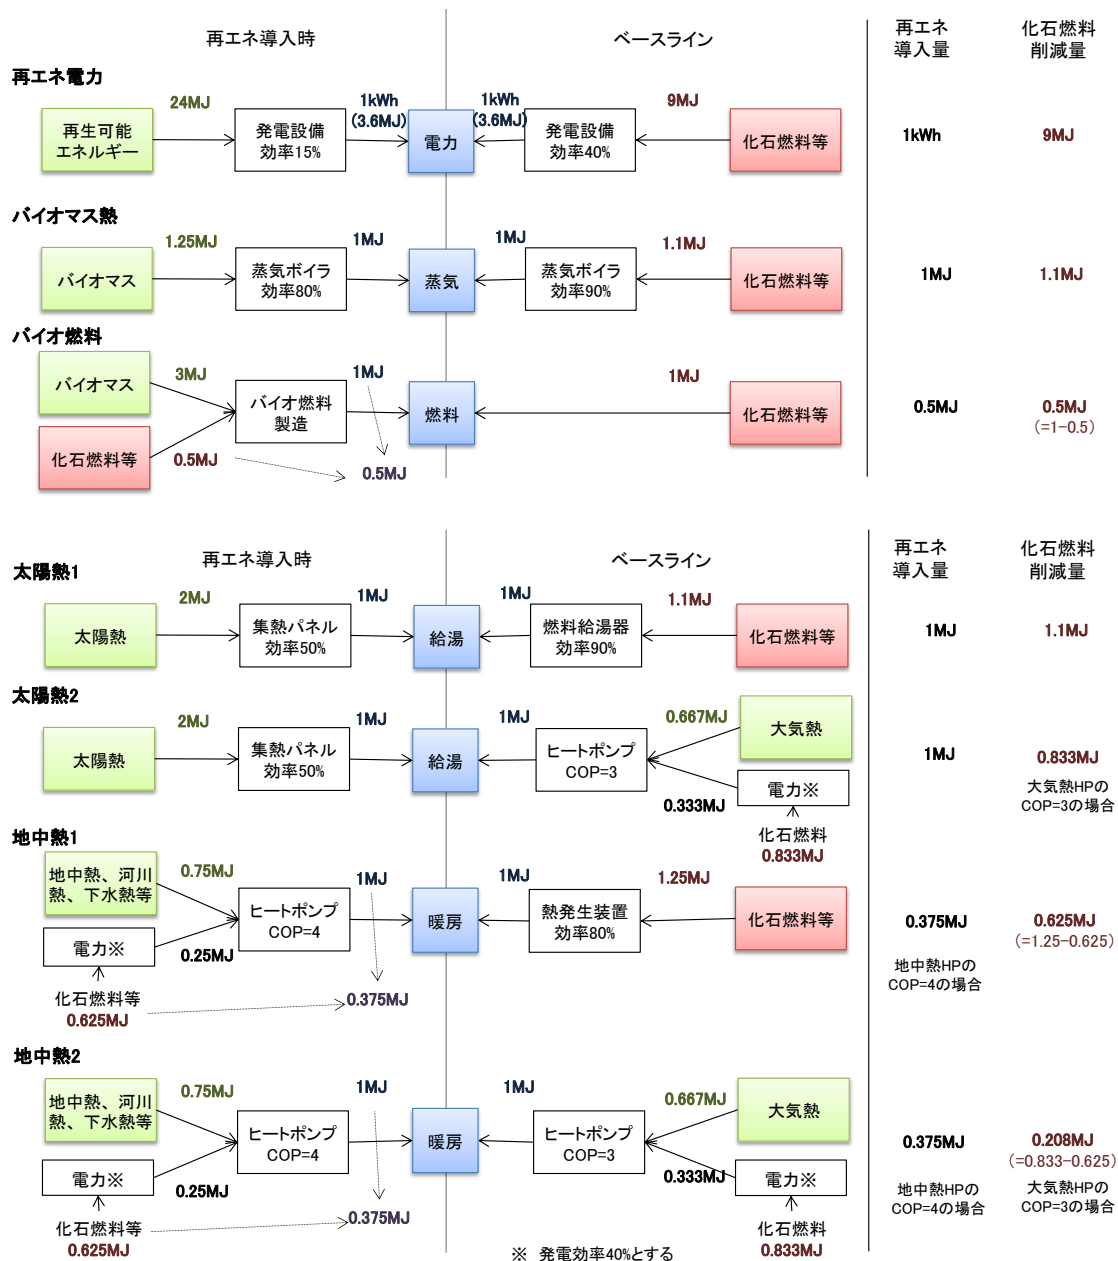 再エネ導入時
ベースライン
再エネ
導入量
化石燃料
削減量
再エネ電力
24MJ
1kWh
(3.6MJ)
1kWh
(3.6MJ)
9MJ
再生可能
エネルギー
発電設備
効率15%
電力
発電設備
効率40%
化石燃料等
1kWh
9MJ
バイオマス熱
1.25MJ
1MJ
1MJ
1.1MJ
バイオマス
蒸気ボイラ
効率80%
蒸気
蒸気ボイラ
効率90%
化石燃料等
1MJ
1.1MJ
バイオ燃料
バイオマス
3MJ
1MJ
1MJ
バイオ燃料
製造
燃料
化石燃料等
0.5MJ
0.5MJ
(=1-0.5)
化石燃料等
0.5MJ
0.5MJ
再エネ導入時
ベースライン
再エネ
導入量
化石燃料
削減量
太陽熱1
2MJ
1MJ
1MJ
1.1MJ
太陽熱
集熱パネル
効率50%
給湯
燃料給湯器
効率90%
化石燃料等
1MJ
1.1MJ
太陽熱2
2MJ
1MJ
1MJ
0.667MJ
大気熱
太陽熱
集熱パネル
効率50%
給湯
ヒートポンプ
COP=3
1MJ
0.833MJ
大気熱HPの
COP=3の場合
0.333MJ
電力※
化石燃料
0.833MJ
地中熱1
地中熱、河川
熱、下水熱等
0.75MJ
1MJ
1MJ
1.25MJ
ヒートポンプ
COP=4
暖房
熱発生装置
効率80%
化石燃料等
0.375MJ
0.625MJ
(=1.25-0.625)
電力※
0.25MJ
地中熱HPの
COP=4の場合
化石燃料等
0.625MJ
0.375MJ
地中熱2
地中熱、河川
熱、下水熱等
0.75MJ
1MJ
1MJ
0.667MJ
大気熱
ヒートポンプ
COP=4
暖房
ヒートポンプ
COP=3
0.375MJ
0.208MJ
(=0.833-0.625)
電力※
0.25MJ
0.333MJ
電力※
地中熱HPの
COP=4の場合
大気熱HPの
COP=3の場合
化石燃料等
0.625MJ
0.375MJ
化石燃料
0.833MJ
※ 発電効率40%とする